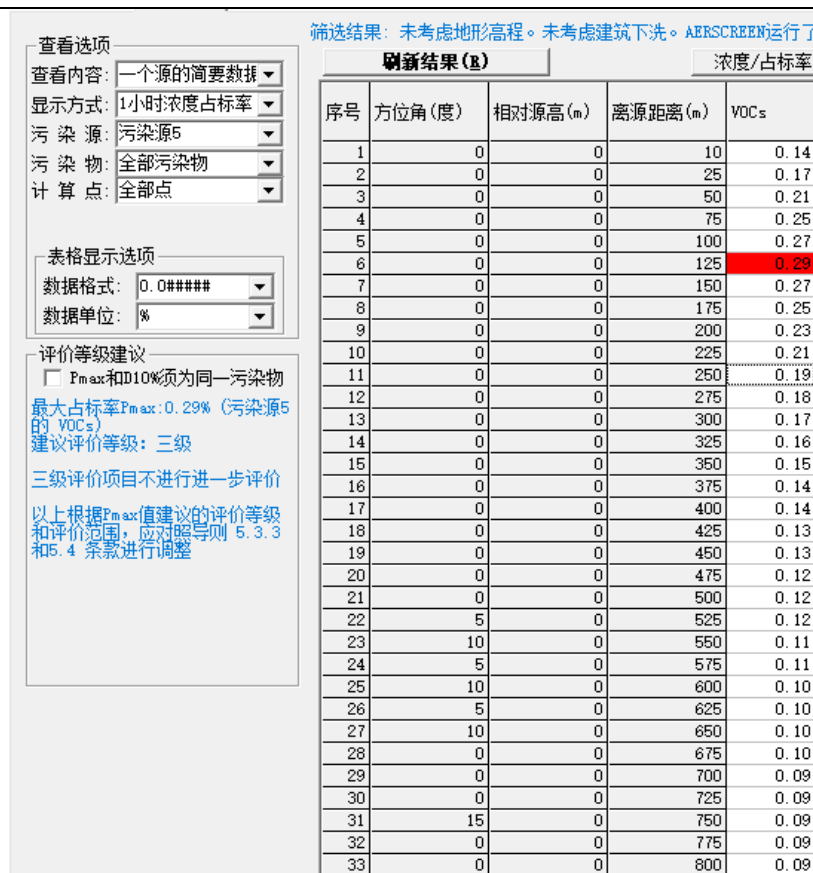 筛选结果: 未考虑地形高程。未考虑建筑下洗。AERSCREEN运行了
查看选项
查看内容: 一个源的简要数据
显示方式: 1小时浓度占标率
污 染 源: 污染源5
污 染 物: 全部污染物
计 算 点: 全部点
表格显示选项
数据格式: 0.0#####
数据单位: %
评价等级建议
Pmax和D10%须为同一污染物
最大占标率Pmax:0.29% (污染源5
的 VOCs)
建议评价等级: 三级
三级评价项目不进行进一步评价
以上根据Pmax值建议的评价等级
和评价范围,应对照导则 5.3.3
和5.4 条款进行调整
刷新结果(R) 浓度/占标率
序号 方位角(度) 相对源高(m) 离源距离(m) VOCs
1 0 0 10 0.14
2 0 0 25 0.17
3 0 0 50 0.21
4 0 0 75 0.25
5 0 0 100 0.27
6 0 0 125 0.29
7 0 0 150 0.27
8 0 0 175 0.25
9 0 0 200 0.23
10 0 0 225 0.21
11 0 0 250 0.19
12 0 0 275 0.18
13 0 0 300 0.17
14 0 0 325 0.16
15 0 0 350 0.15
16 0 0 375 0.14
17 0 0 400 0.14
18 0 0 425 0.13
19 0 0 450 0.13
20 0 0 475 0.12
21 0 0 500 0.12
22 5 0 525 0.12
23 10 0 550 0.11
24 5 0 575 0.11
25 10 0 600 0.10
26 5 0 625 0.10
27 10 0 650 0.10
28 0 0 675 0.10
29 0 0 700 0.09
30 0 0 725 0.09
31 15 0 750 0.09
32 0 0 775 0.09
33 0 0 800 0.09